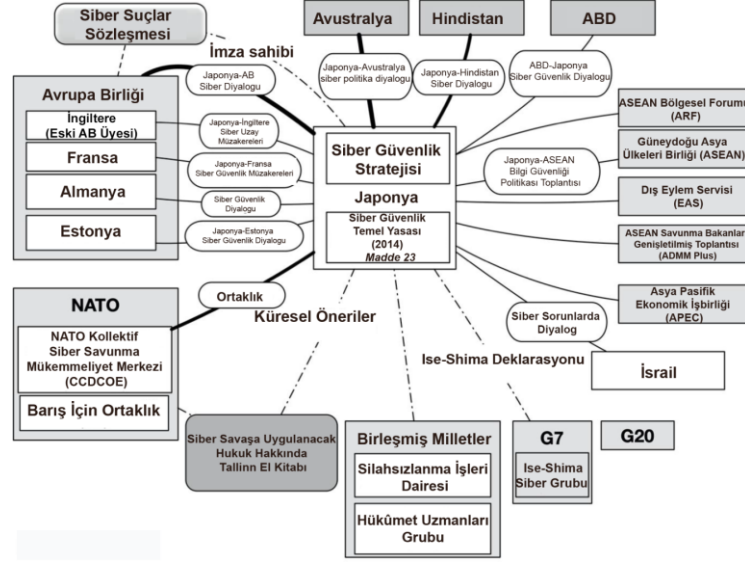 Siber Suçlar
Sözleşmesi
Avustralya
Hindistan
ABD
İmza sahibi
Japonya-AB
Siber Diyalogu
Japonya-Avustralya
siber politika diyalogu
Japonya-Hindistan
Siber Diyalogu
ABD-Japonya
Siber Güvenlik Diyalogu
Avrupa Birliği
İngiltere
(Eski AB Üyesi)
Fransa
Almanya
Estonya
Japonya-İngiltere
Siber Uzay
Müzakereleri
Japonya-Fransa
Siber Güvenlik Müzakereleri
Siber Güvenlik
Diyalogu
Japonya-Estonya
Siber Güvenlik Diyalogu
Siber Güvenlik
Stratejisi
Japonya
Siber Güvenlik
Temel Yasası
(2014)
Madde 23
Japonya-ASEAN
Bilgi Güvenliği
Politikası Toplantısı
ASEAN Bölgesel Forumu
(ARF)
Güneydoğu Asya
Ülkeleri Birliği (ASEAN)
Dış Eylem Servisi
(EAS)
ASEAN Savunma Bakanları
Genişletilmiş Toplantısı
(ADMM Plus)
Asya Pasifik
Ekonomik İşbirliği
(APEC)
NATO
NATO Kollektif
Siber Savunma
Mükemmeliyet Merkezi
(CCDCOE)
Barış İçin Ortaklık
Ortaklık
Küresel Öneriler
Siber Sorunlarda
Diyalog
Ise-Shima Deklarasyonu
İsrail
Siber Savaşa Uygulanacak
Hukuk Hakkında
Tallinn El Kitabı
Birleşmiş Milletler
Silahsızlanma İşleri
Dairesi
Hükûmet Uzmanları
Grubu
G7
Ise-Shima
Siber Grubu
G20